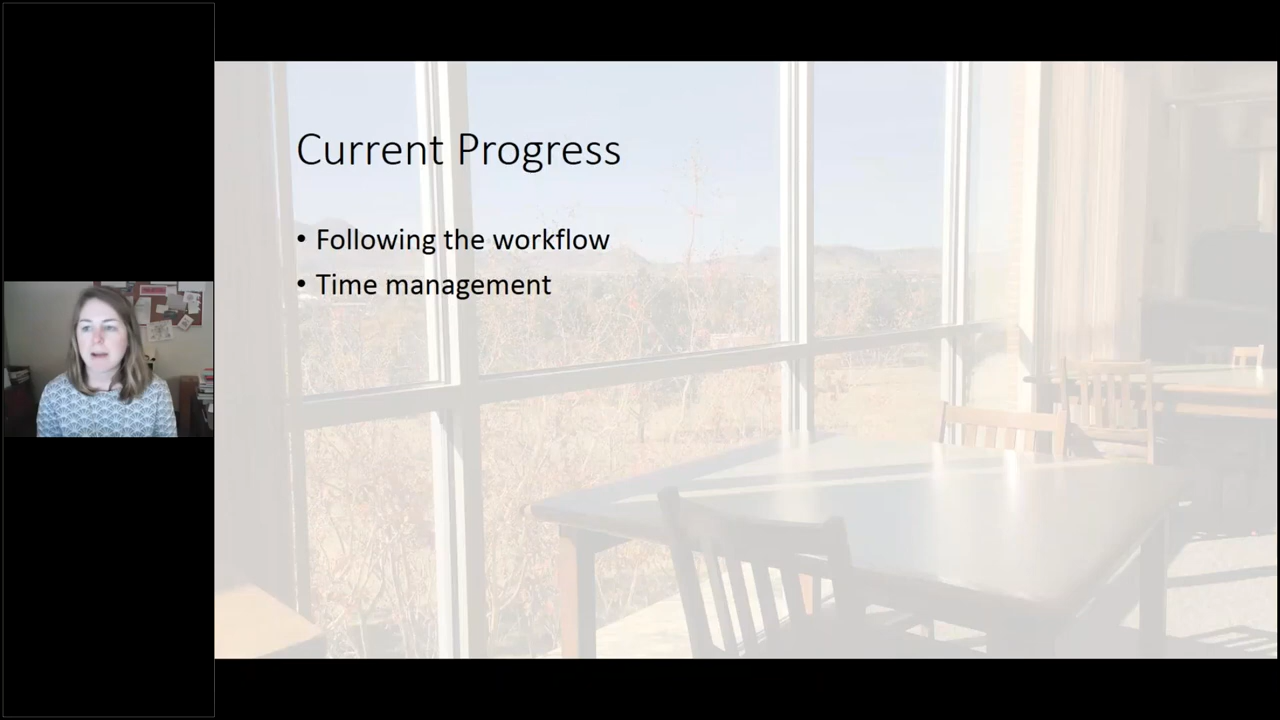 Current Progress
• Following the workflow
• Time management